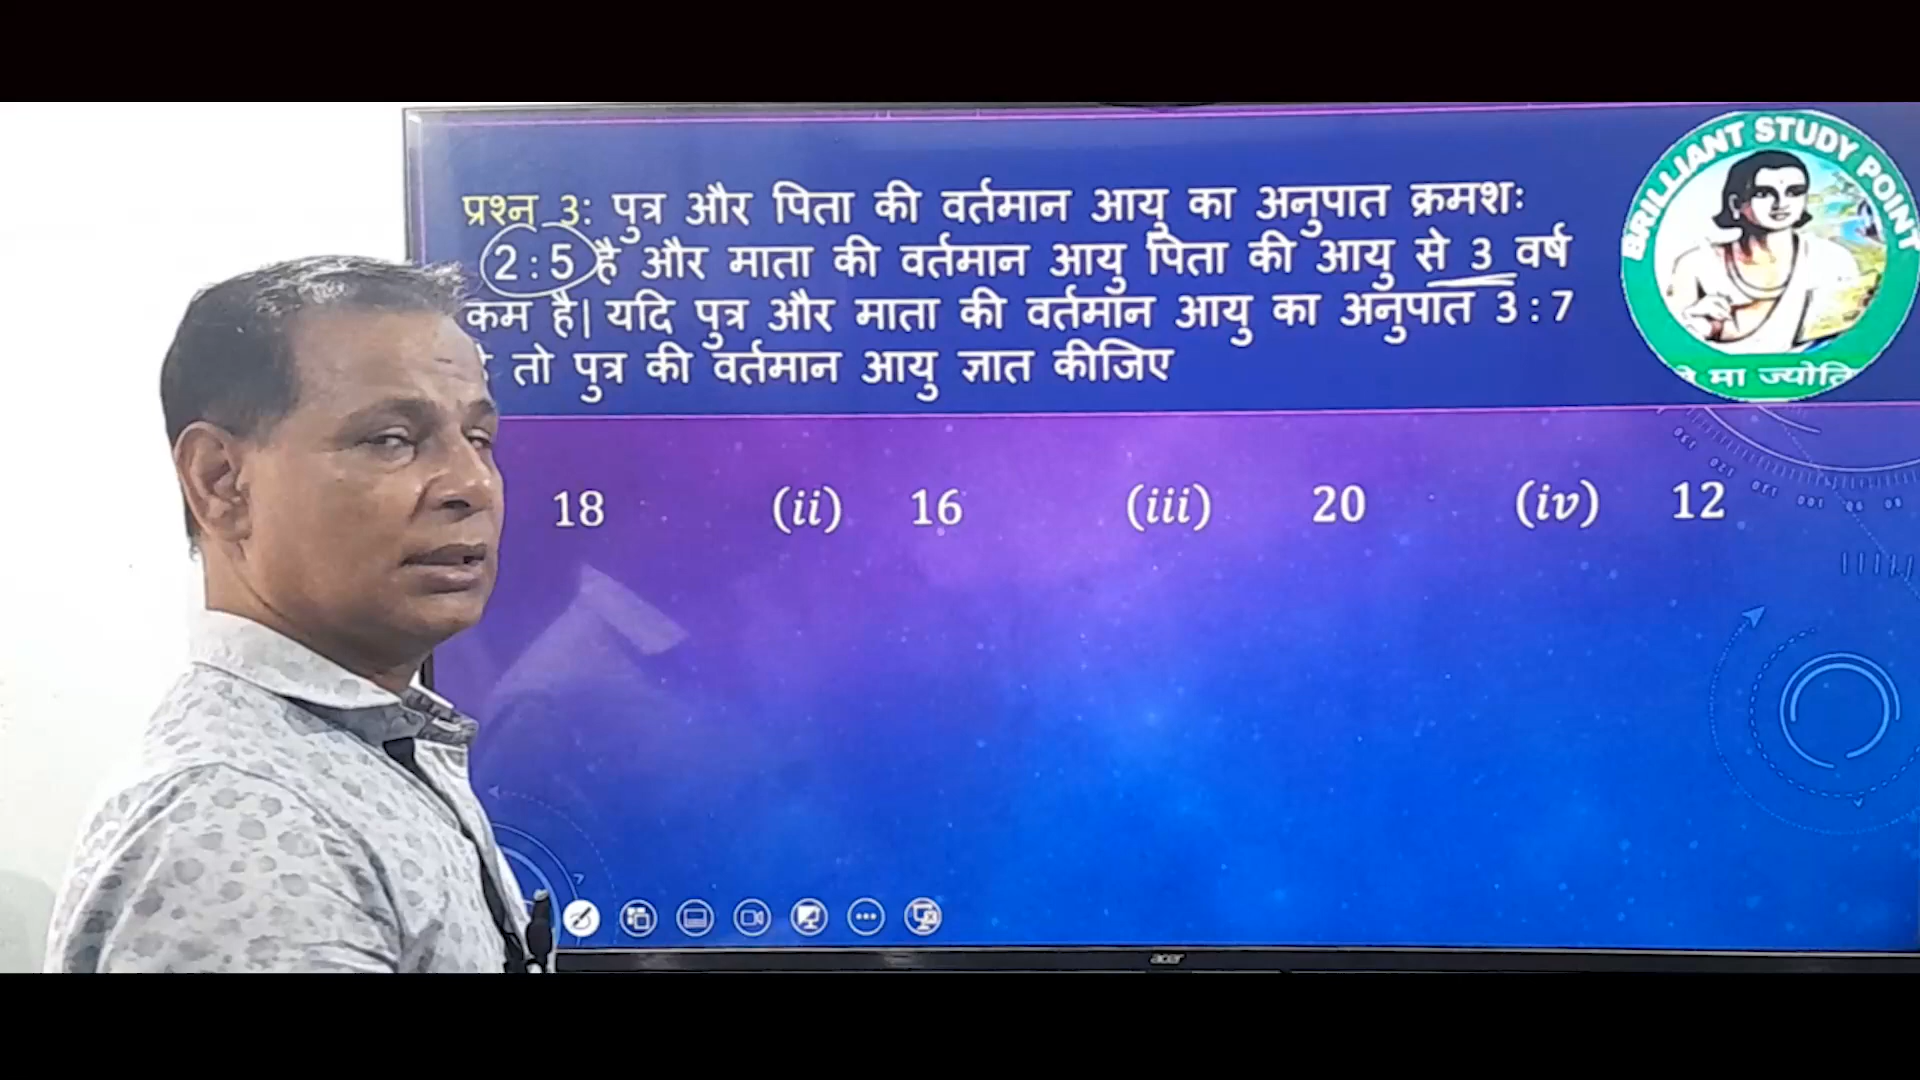 प्रश्न 3: पुत्र और पिता की वर्तमान आयु का अनुपात क्रमशः
2 : 5 है और माता की वर्तमान आयु पिता की आयु से 3 वर्ष
कम है| यदि पुत्र और माता की वर्तमान आयु का अनुपात 3 : 7
तो पुत्र की वर्तमान आयु ज्ञात कीजिए
18 (ii) 16 (iii) 20 (iv) 12
BRILLIANT STUDY POINT
मा ज्योति
acer